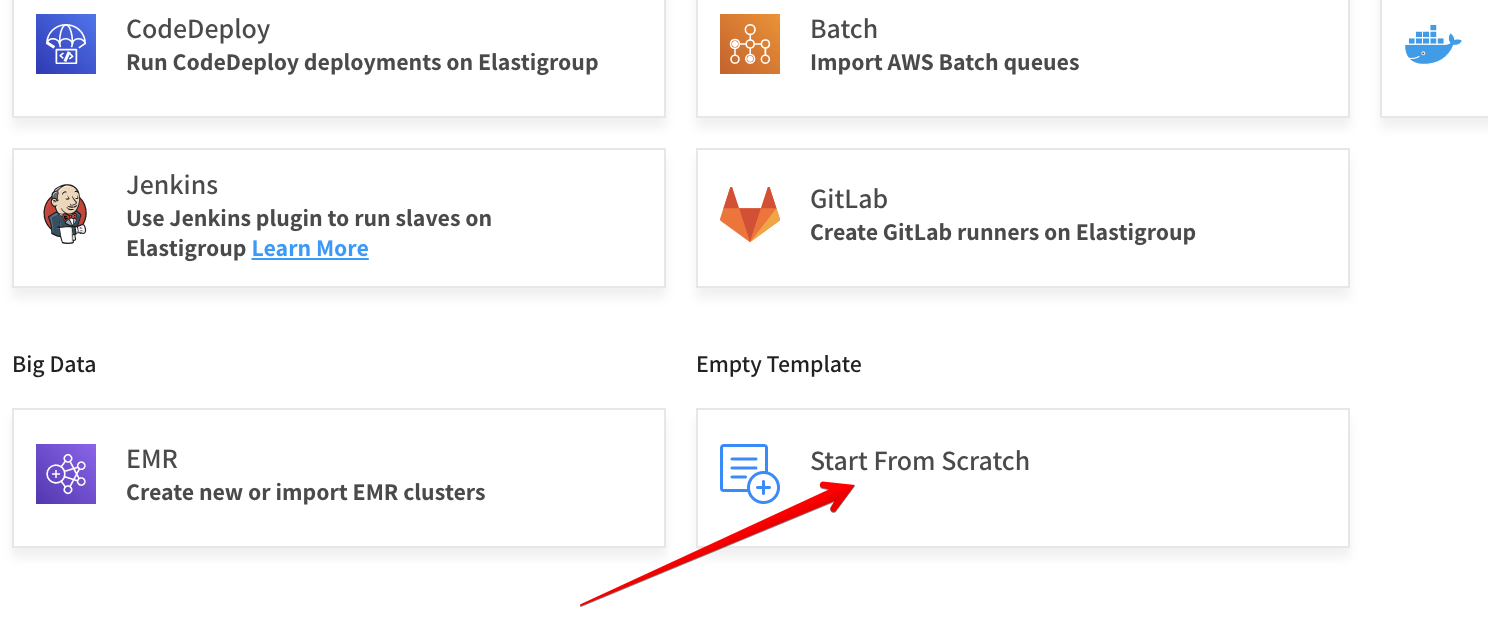 CodeDeploy
Run CodeDeploy deployments on Elastigroup
Batch
Import AWS Batch queues
Jenkins
Use Jenkins plugin to run slaves on
Elastigroup Learn More
GitLab
Create GitLab runners on Elastigroup
Big Data
Empty Template
EMR
Create new or import EMR clusters
Start From Scratch